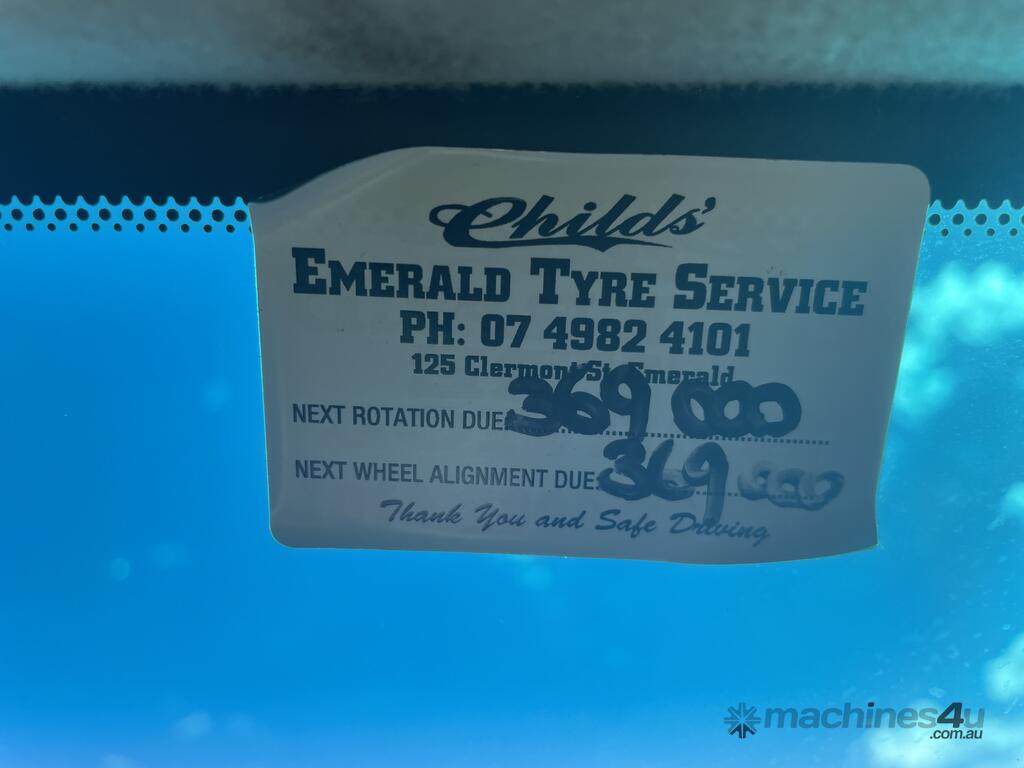 Childs'
EMERALD TYRE SERVICE
PH: 07 4982 4101
125 Clermont St. Emerald
NEXT ROTATION DUE: 369 000
NEXT WHEEL ALIGNMENT DUE: 369 000
Thank You and Safe Driving
machines4u
.com.au